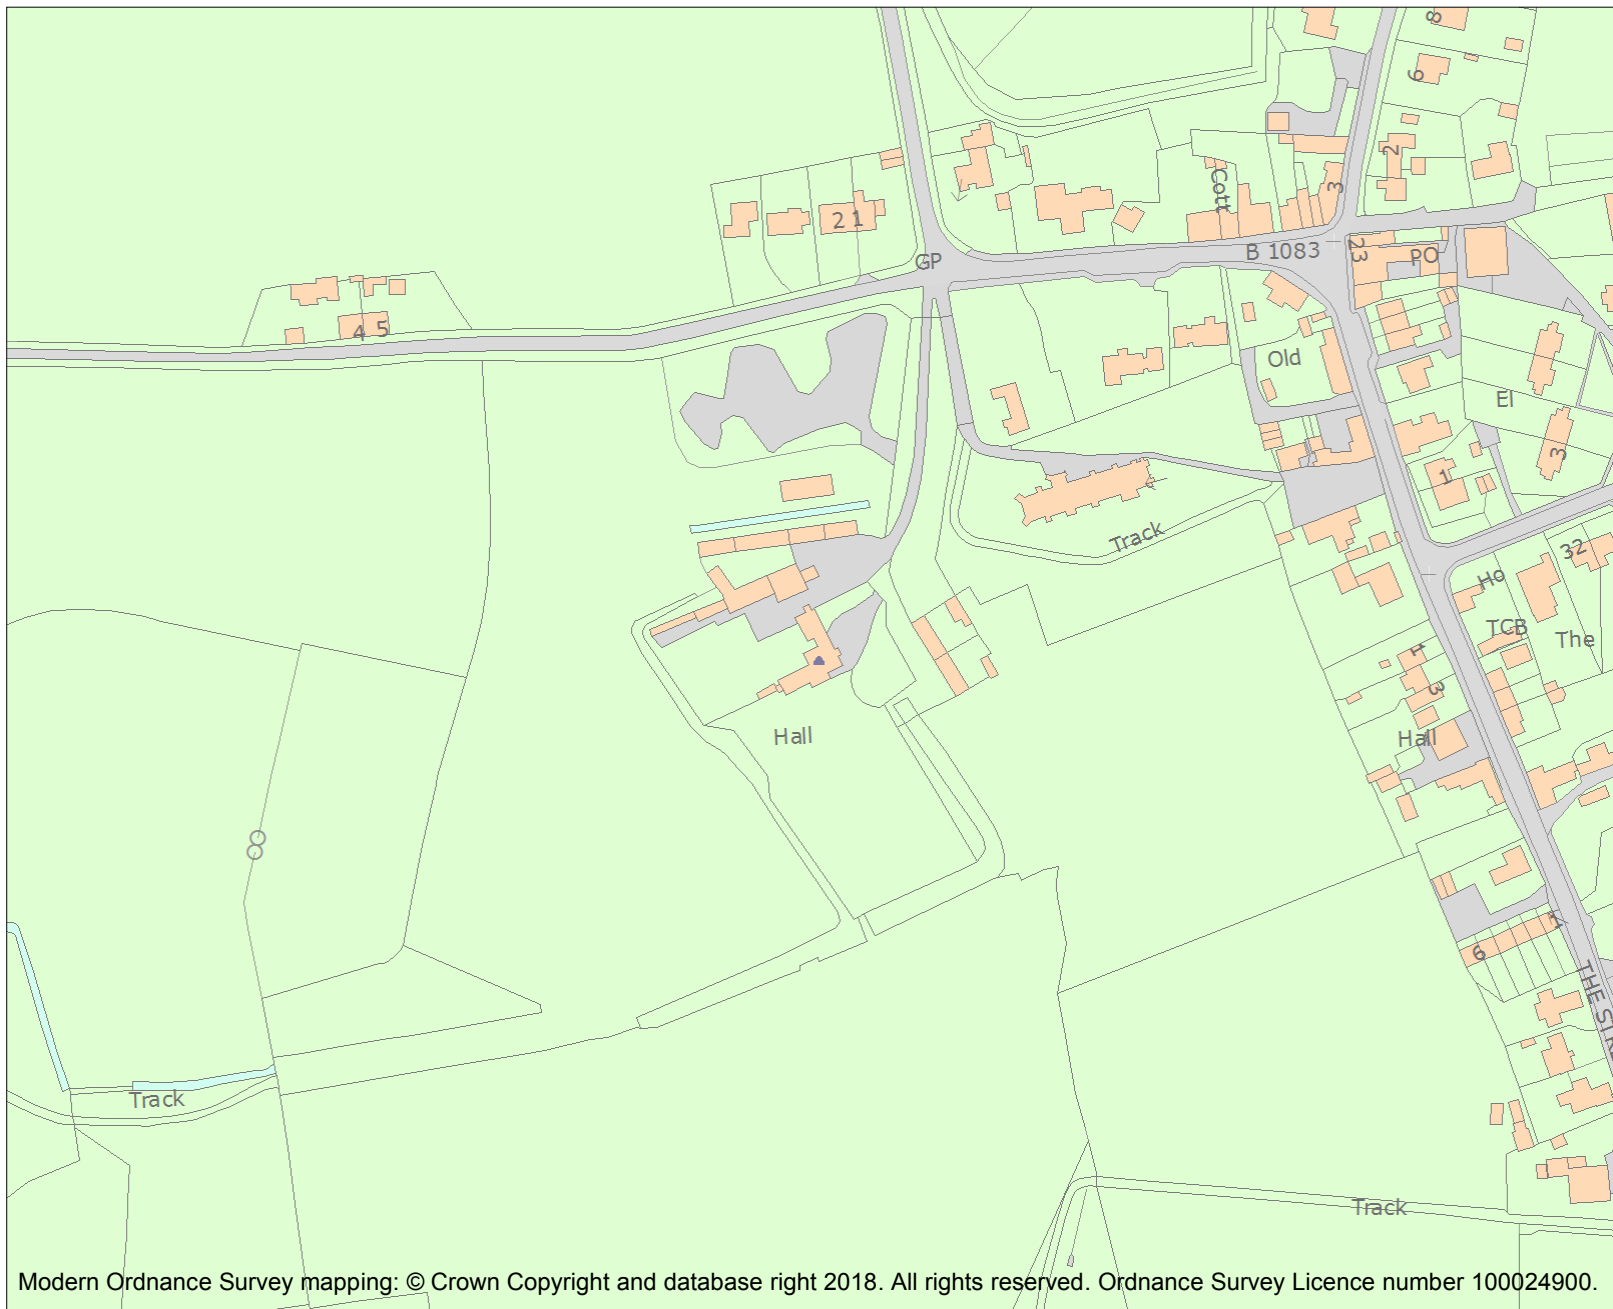 8
6
2
Cott
3
2 1
GP
B 1083
23
PO
4 5
Old
El
3
1
Track
32
Ho
TCB
The
1
3
Hall
Hall
6
Track
Track
Modern Ordnance Survey mapping: © Crown Copyright and database right 2018. All rights reserved. Ordnance Survey Licence number 100024900.